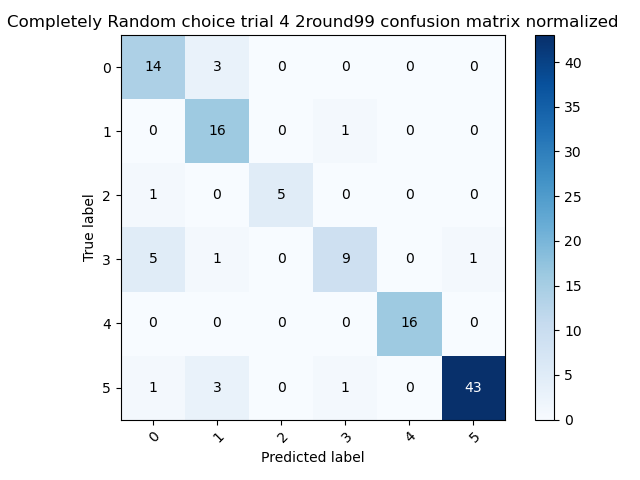 Completely Random choice trial 4 2round99 confusion matrix normalized
0 14 3 0 0 0 0
1 0 16 0 1 0 0
2 1 0 5 0 0 0
3 5 1 0 9 0 1
4 0 0 0 0 16 0
5 1 3 0 1 0 43
0 1 2 3 4 5
True label
Predicted label
40
35
30
25
20
15
10
5
0